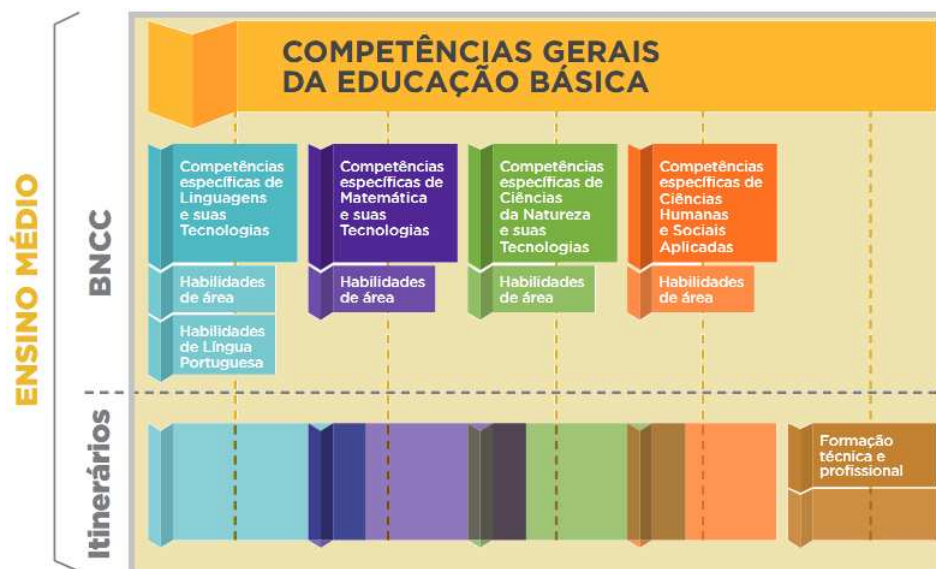 ENSINO MÉDIO
BNCC
COMPETÊNCIAS GERAIS
DA EDUCAÇÃO BÁSICA
Competências
específicas de
Linguagens
e suas
Tecnologias
Habilidades
de área
Habilidades
de Língua
Portuguesa
Competências
específicas de
Matemática
e suas
Tecnologias
Habilidades
de área
Competências
específicas de
Ciências
da Natureza
e suas
Tecnologias
Habilidades
de área
Competências
específicas de
Ciências
Humanas
e Sociais
Aplicadas
Habilidades
de área
Itinerários
Formação
técnica e
profissional